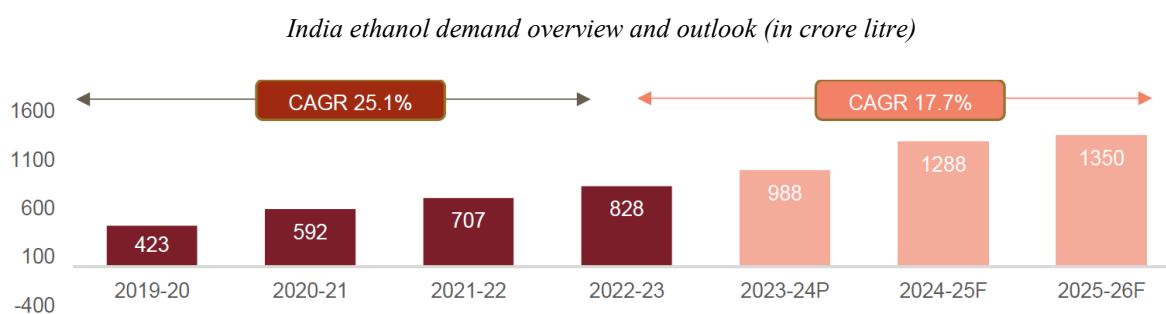 India ethanol demand overview and outlook (in crore litre)
CAGR 25.1% CAGR 17.7%
1600
1100
600
100
-400
423 592 707 828 988 1288 1350
2019-20 2020-21 2021-22 2022-23 2023-24P 2024-25F 2025-26F